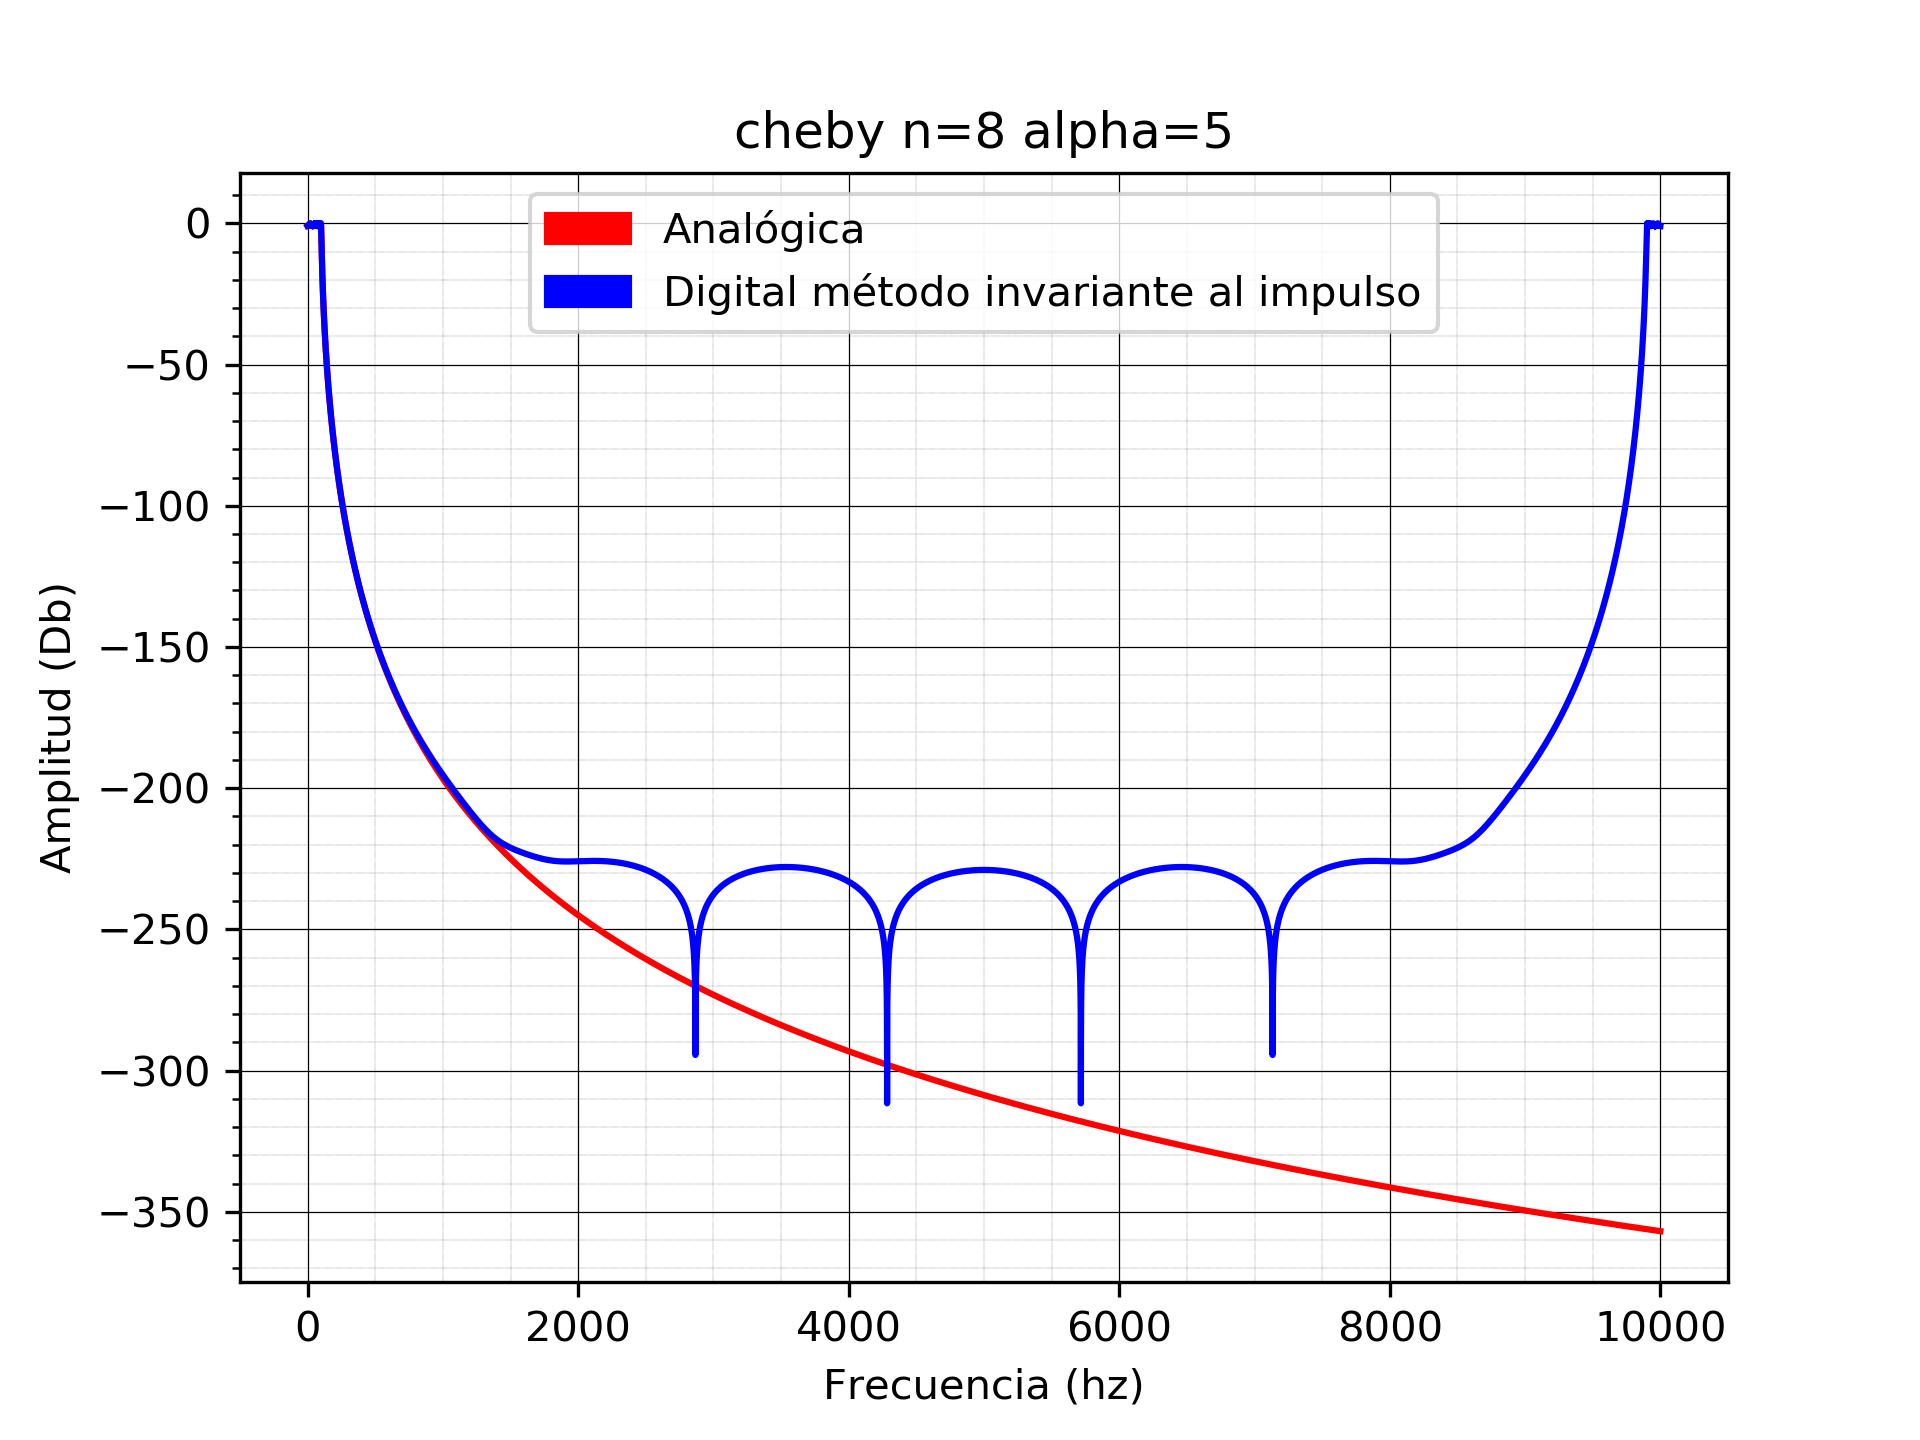 cheby n=8 alpha=5
Analógica
Digital método invariante al impulso
Amplitud (Db)
0
−50
−100
−150
−200
−250
−300
−350
0 2000 4000 6000 8000 10000
Frecuencia (hz)